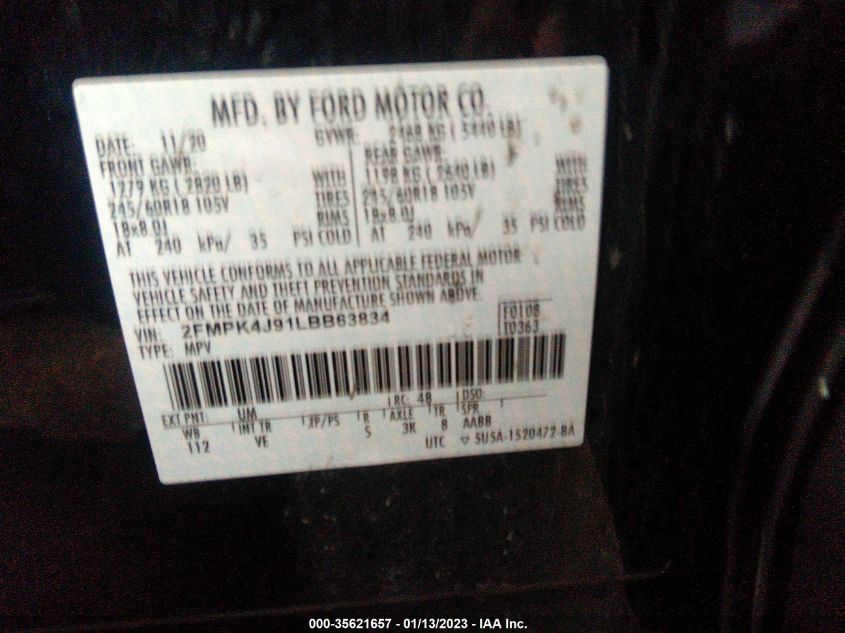 MFD. BY FORD MOTOR CO.
DATE: 11/20 GVWR: 2468 KG ( 5440 LB)
FRONT GAWR: REAR GAWR:
1279 KG ( 2820 LB) WITH 1198 KG ( 2640 LB) WITH
245/60R18 105V TIRES 245/60R18 105V TIRES
18x8.0J RIMS 18x8.0J RIMS
AT 240 kPa/ 35 PSI COLD AT 240 kPa/ 35 PSI COLD
THIS VEHICLE CONFORMS TO ALL APPLICABLE FEDERAL MOTOR
VEHICLE SAFETY AND THEFT PREVENTION STANDARDS IN
EFFECT ON THE DATE OF MANUFACTURE SHOWN ABOVE.
VIN: 2FMPK4J91LBB63834 F0108
TYPE: MPV T0363
EXT PNT: UM RC: 48 DSO:
WB INT TR TP/PS R AXLE TR SPR
112 VE S 3K 8 AABB
UTC SU5A-1520472-BA
000-35621657 - 01/13/2023 - IAA Inc.